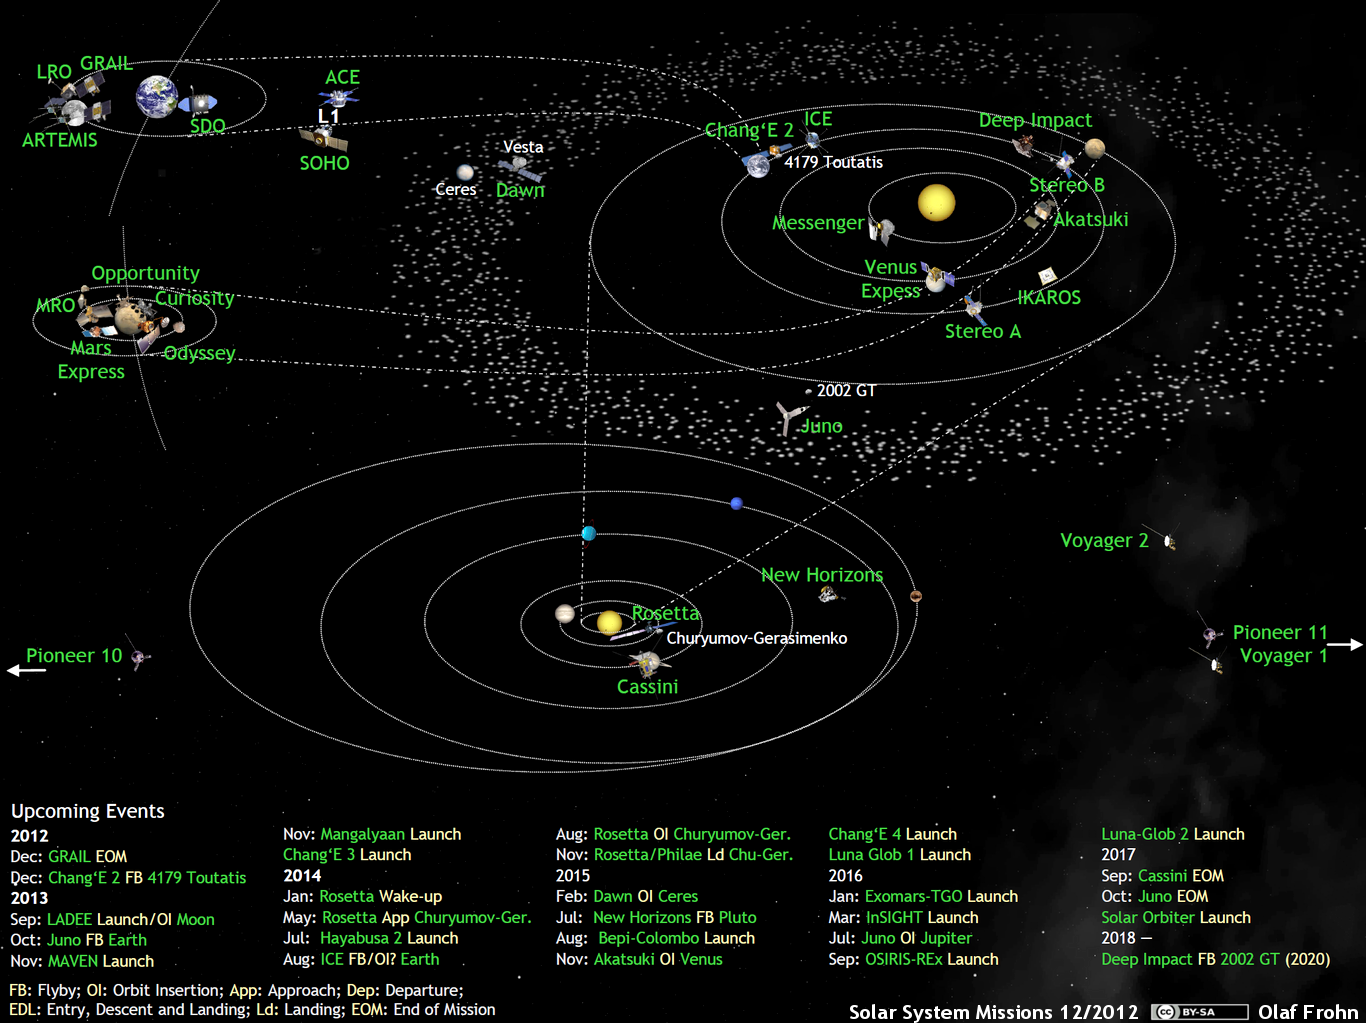 LRO
GRAIL
ARTEMIS
SDO
ACE
L1
SOHO
Vesta
Ceres
Dawn
Chang‘E 2
ICE
4179 Toutatis
Deep Impact
Stereo B
Akatsuki
Messenger
Venus
Expess
IKAROS
Stereo A
Opportunity
MRO
Curiosity
Mars
Express
Odyssey
2002 GT
Juno
Voyager 2
New Horizons
Rosetta
Churyumov-Gerasimenko
Cassini
Pioneer 10
Pioneer 11
Voyager 1
Upcoming Events
2012
Dec: GRAIL EOM
Dec: Chang‘E 2 FB 4179 Toutatis
2013
Sep: LADEE Launch/OI Moon
Oct: Juno FB Earth
Nov: MAVEN Launch
Nov: Mangalyaan Launch
Chang‘E 3 Launch
2014
Jan: Rosetta Wake-up
May: Rosetta App Churyumov-Ger.
Jul: Hayabusa 2 Launch
Aug: ICE FB/OI? Earth
Aug: Rosetta OI Churyumov-Ger.
Nov: Rosetta/Philae Ld Chu-Ger.
2015
Feb: Dawn OI Ceres
Jul: New Horizons FB Pluto
Aug: Bepi-Colombo Launch
Nov: Akatsuki OI Venus
Chang‘E 4 Launch
Luna Glob 1 Launch
2016
Jan: Exomars-TGO Launch
Mar: InSIGHT Launch
Jul: Juno OI Jupiter
Sep: OSIRIS-REx Launch
Luna-Glob 2 Launch
2017
Sep: Cassini EOM
Oct: Juno EOM
Solar Orbiter Launch
2018 —
Deep Impact FB 2002 GT (2020)
FB: Flyby; OI: Orbit Insertion; App: Approach; Dep: Departure;
EDL: Entry, Descent and Landing; Ld: Landing; EOM: End of Mission
Solar System Missions 12/2012 cc BY-SA Olaf Frohn